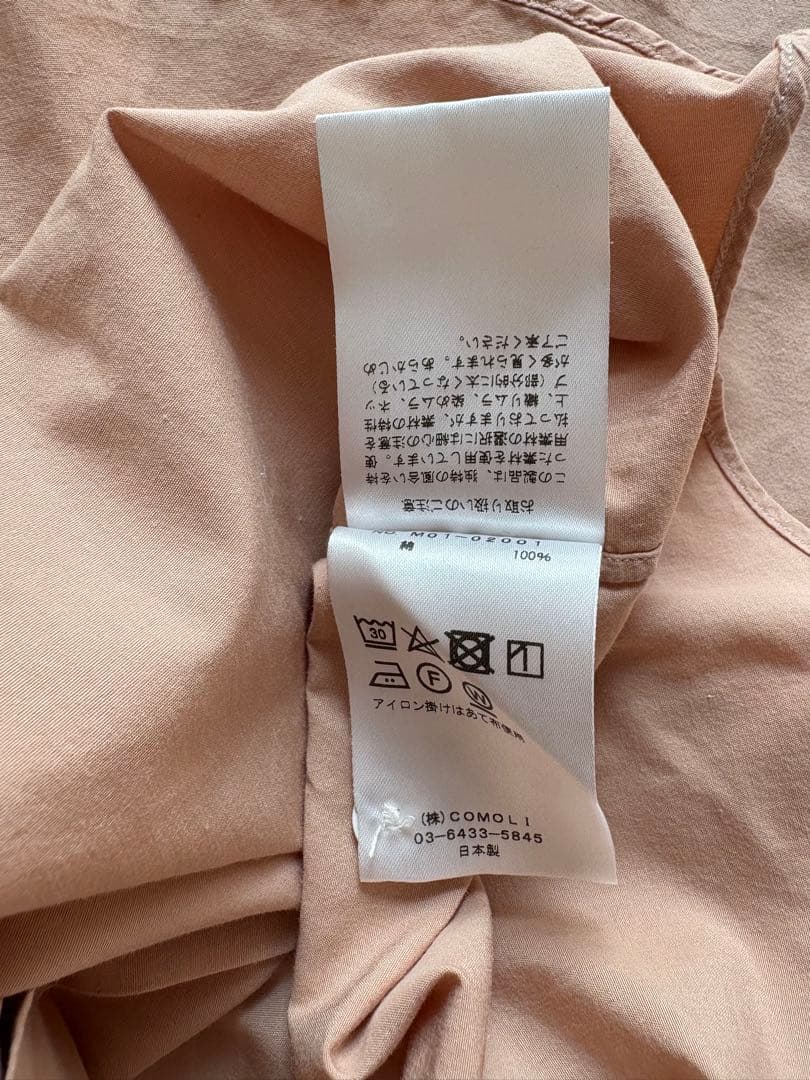 お取り扱いのご注意
この製品は、独特の風合いを持
った素材を使用しています。使
用素材の選択には細心の注意を
払っておりますが、素材の特性
上、織りムラ、染めムラ、ネッ
プ（部分的に太くなっている）
が多く見られます。あらかじめ
ご了承ください。
NO. M01-02001
綿 100%
30
F
W
アイロン掛けはあて布使用
(株)COMOLI
03-6433-5845
日本製